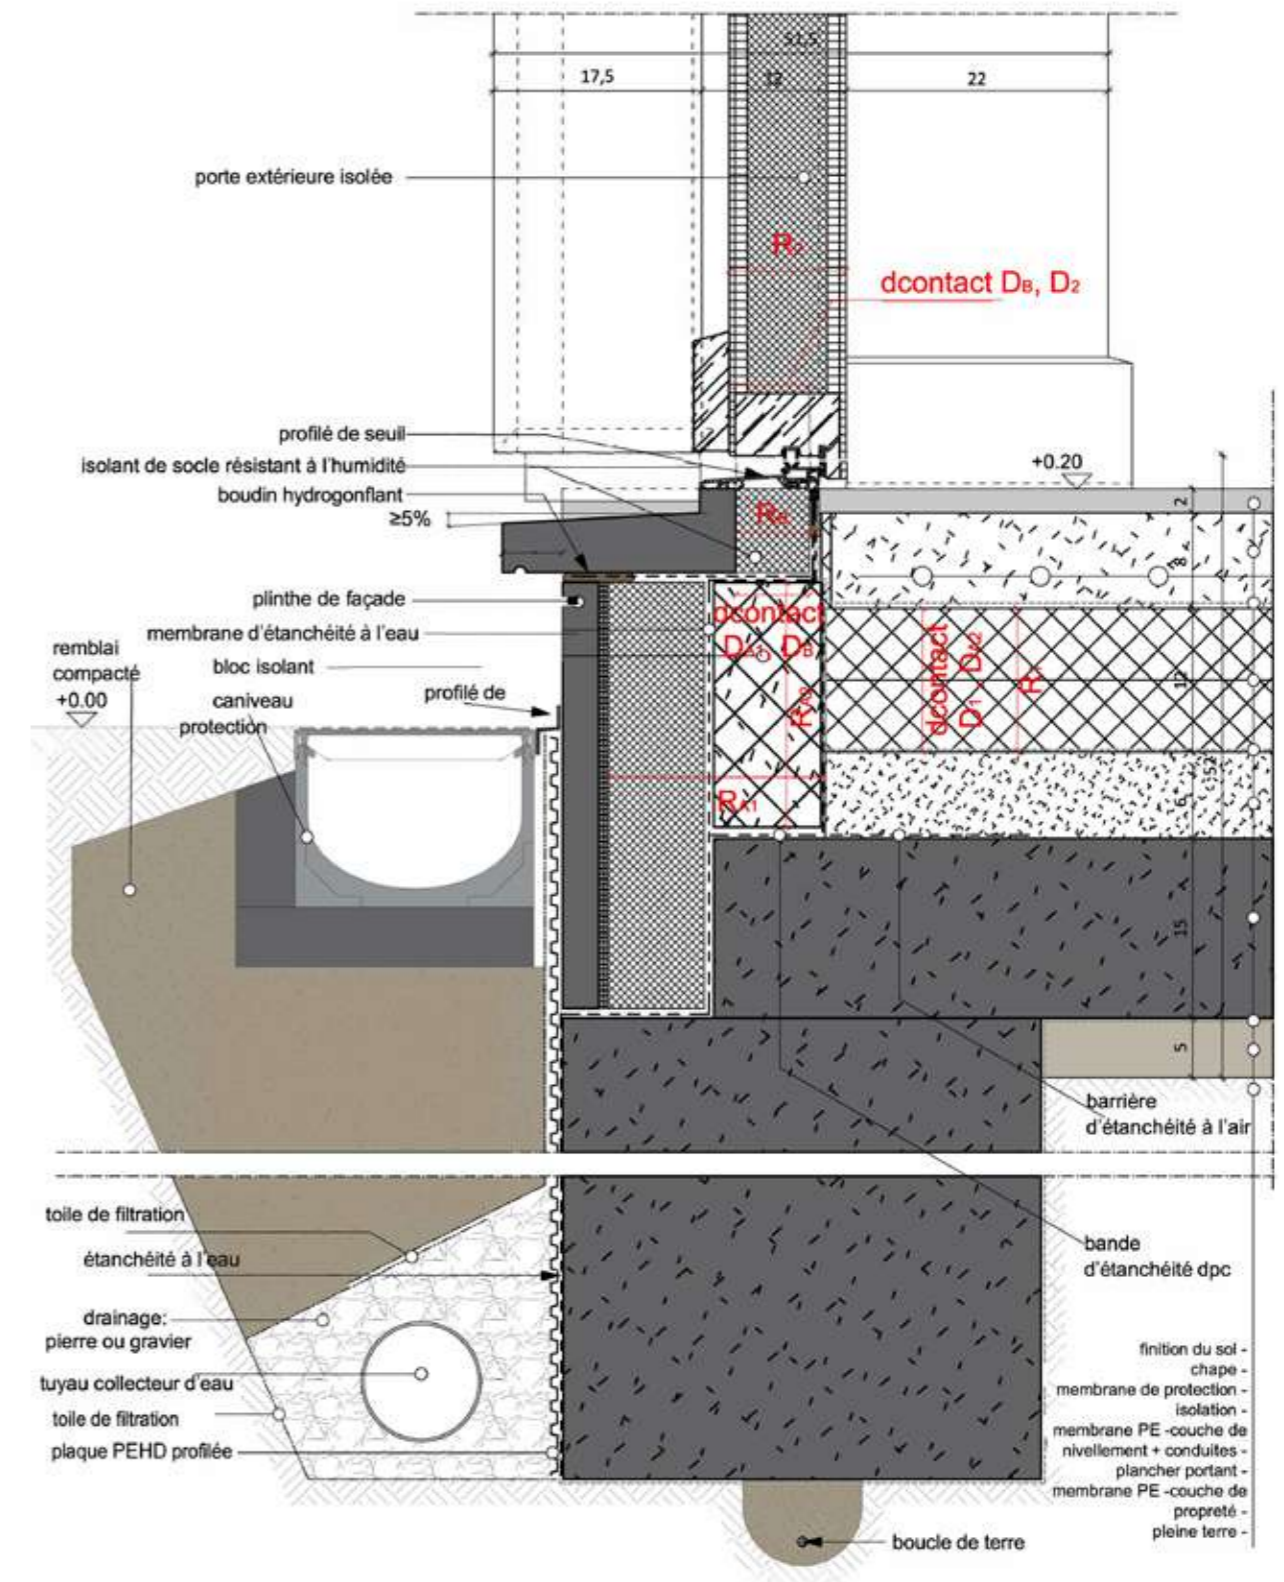 51,5
17,5
12
22
porte extérieure isolée
dcontact DB, D2
profilé de seuil
+0.20
isolant de socle résistant à l'humidité
boudin hydrogonflant
≥5%
2
8
plinthe de façade
dcontact
membrane d'étanchéité à l'eau
DA1, DB
remblai
compacté
+0.00
bloc isolant
caniveau
protection
profilé de
dcontact
D1, DA2
R1
12
RA2
RA1
6
52
15
5
barrière
d'étanchéité à l'air
toile de filtration
étanchéité à l'eau
bande
d'étanchéité dpc
drainage:
pierre ou gravier
tuyau collecteur d'eau
toile de filtration
plaque PEHD profilée
finition du sol -
chape -
membrane de protection -
isolation -
membrane PE -couche de
nivellement + conduites -
plancher portant -
membrane PE -couche de
propreté -
pleine terre -
boucle de terre